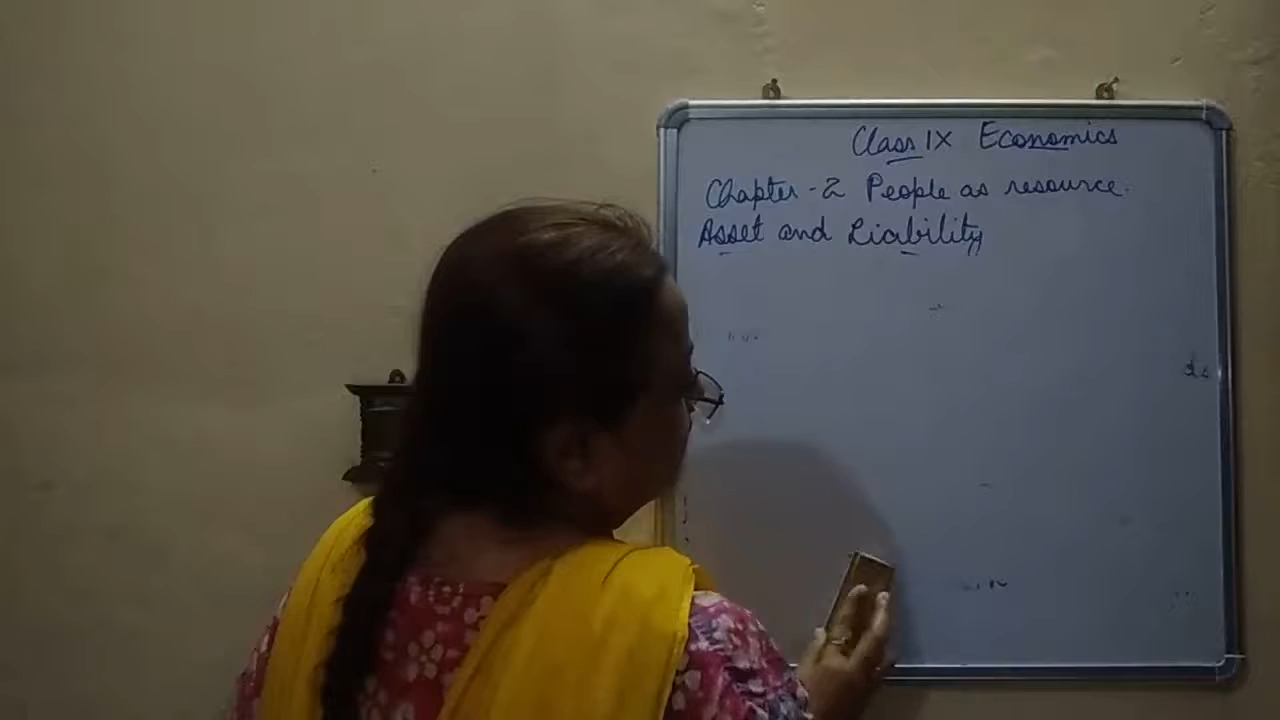 Class IX Economics
Chapter - 2 People as resource.
Asset and Liability